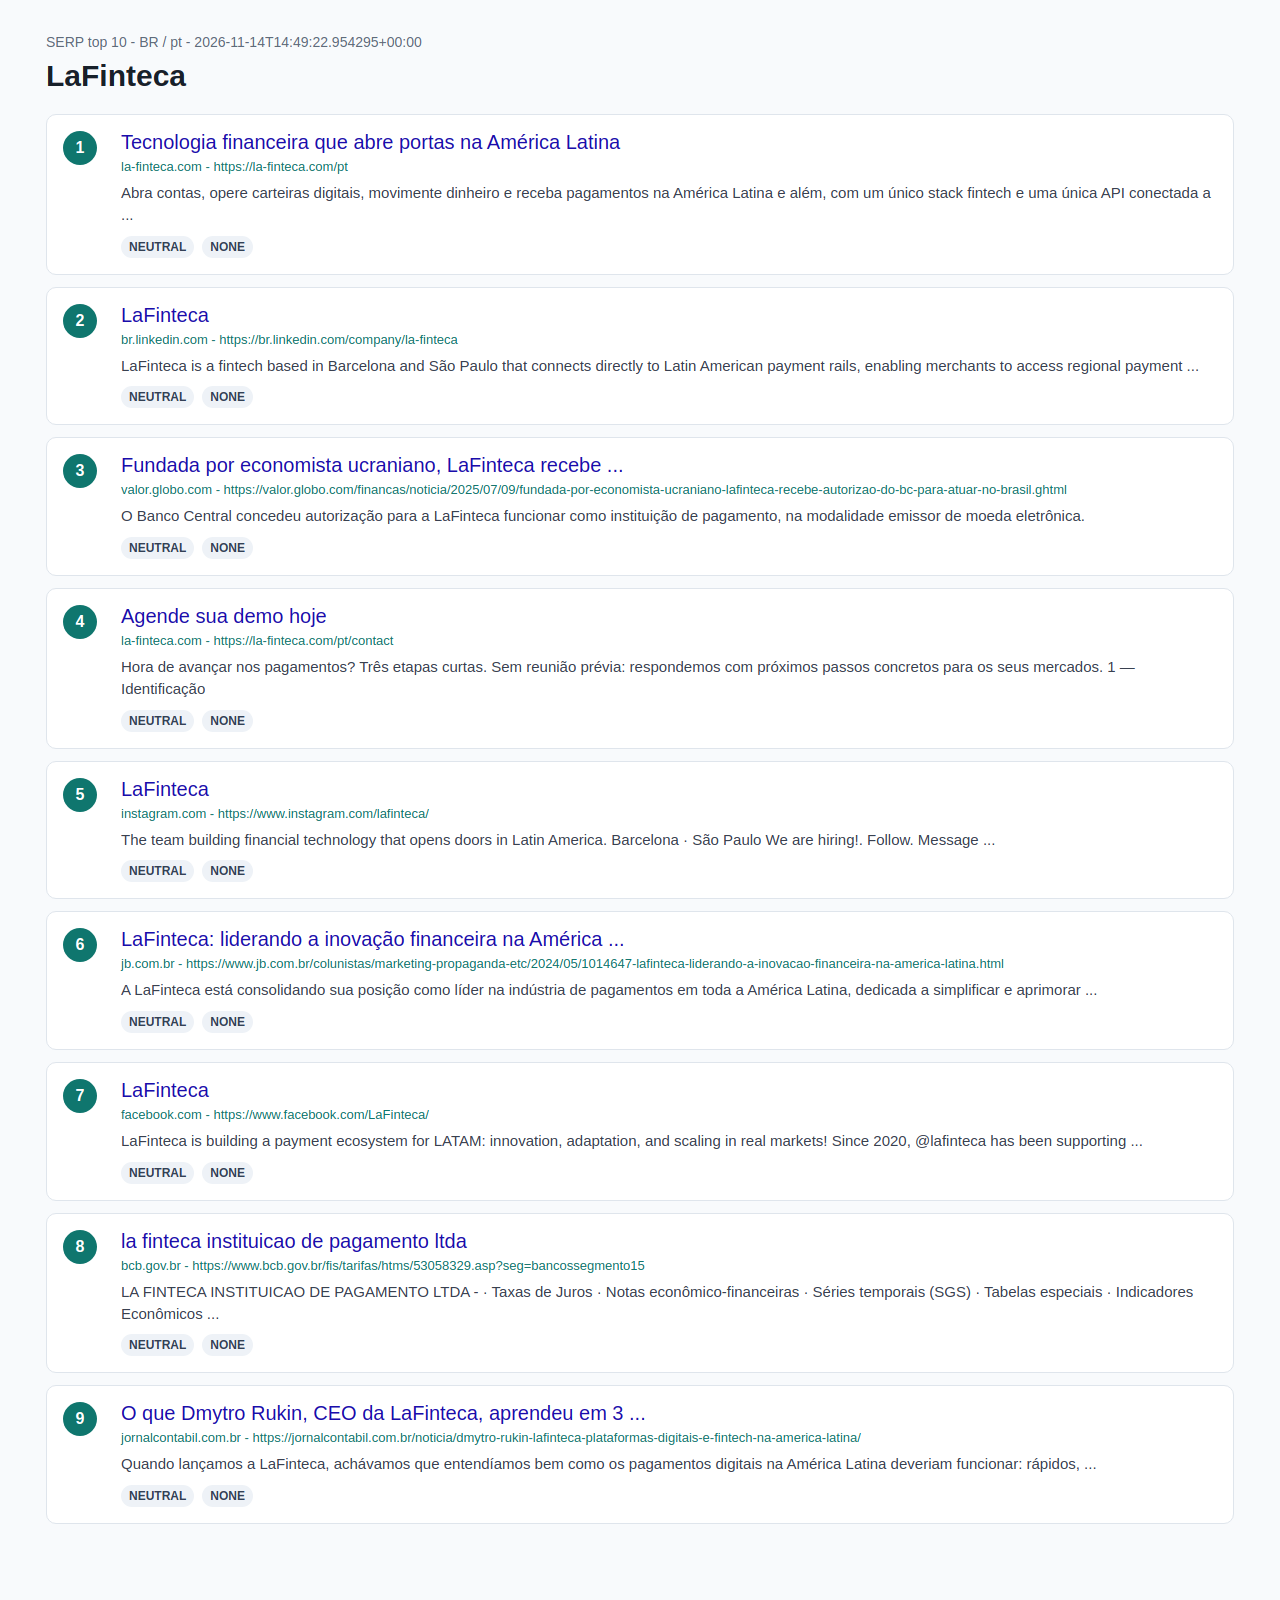 SERP top 10 - BR / pt - 2026-11-14T14:49:22.954295+00:00
LaFinteca
1
Tecnologia financeira que abre portas na América Latina
la-finteca.com - https://la-finteca.com/pt
Abra contas, opere carteiras digitais, movimente dinheiro e receba pagamentos na América Latina e além, com um único stack fintech e uma única API conectada a
...
NEUTRAL NONE
2
LaFinteca
br.linkedin.com - https://br.linkedin.com/company/la-finteca
LaFinteca is a fintech based in Barcelona and São Paulo that connects directly to Latin American payment rails, enabling merchants to access regional payment ...
NEUTRAL NONE
3
Fundada por economista ucraniano, LaFinteca recebe ...
valor.globo.com - https://valor.globo.com/financas/noticia/2025/07/09/fundada-por-economista-ucraniano-lafinteca-recebe-autorizao-do-bc-para-atuar-no-brasil.ghtml
O Banco Central concedeu autorização para a LaFinteca funcionar como instituição de pagamento, na modalidade emissor de moeda eletrônica.
NEUTRAL NONE
4
Agende sua demo hoje
la-finteca.com - https://la-finteca.com/pt/contact
Hora de avançar nos pagamentos? Três etapas curtas. Sem reunião prévia: respondemos com próximos passos concretos para os seus mercados. 1 —
Identificação
NEUTRAL NONE
5
LaFinteca
instagram.com - https://www.instagram.com/lafinteca/
The team building financial technology that opens doors in Latin America. Barcelona · São Paulo We are hiring!. Follow. Message ...
NEUTRAL NONE
6
LaFinteca: liderando a inovação financeira na América ...
jb.com.br - https://www.jb.com.br/colunistas/marketing-propaganda-etc/2024/05/1014647-lafinteca-liderando-a-inovacao-financeira-na-america-latina.html
A LaFinteca está consolidando sua posição como líder na indústria de pagamentos em toda a América Latina, dedicada a simplificar e aprimorar ...
NEUTRAL NONE
7
LaFinteca
facebook.com - https://www.facebook.com/LaFinteca/
LaFinteca is building a payment ecosystem for LATAM: innovation, adaptation, and scaling in real markets! Since 2020, @lafinteca has been supporting ...
NEUTRAL NONE
8
la finteca instituicao de pagamento ltda
bcb.gov.br - https://www.bcb.gov.br/fis/tarifas/htms/53058329.asp?seg=bancossegmento15
LA FINTECA INSTITUICAO DE PAGAMENTO LTDA - · Taxas de Juros · Notas econômico-financeiras · Séries temporais (SGS) · Tabelas especiais · Indicadores
Econômicos ...
NEUTRAL NONE
9
O que Dmytro Rukin, CEO da LaFinteca, aprendeu em 3 ...
jornalcontabil.com.br - https://jornalcontabil.com.br/noticia/dmytro-rukin-lafinteca-plataformas-digitais-e-fintech-na-america-latina/
Quando lançamos a LaFinteca, achávamos que entendíamos bem como os pagamentos digitais na América Latina deveriam funcionar: rápidos, ...
NEUTRAL NONE